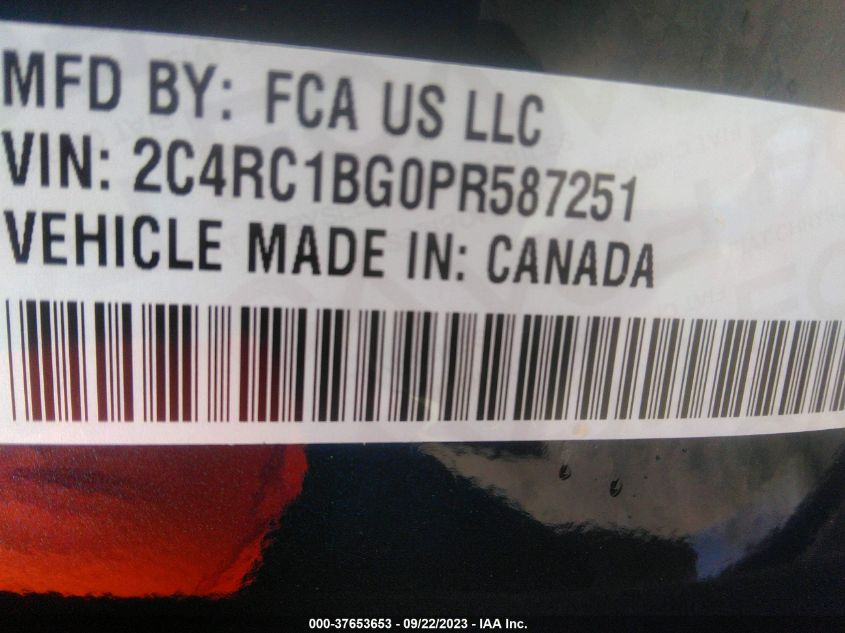 MFD BY: FCA US LLC
VIN: 2C4RC1BG0PR587251
VEHICLE MADE IN: CANADA
000-37653653 - 09/22/2023 - IAA Inc.